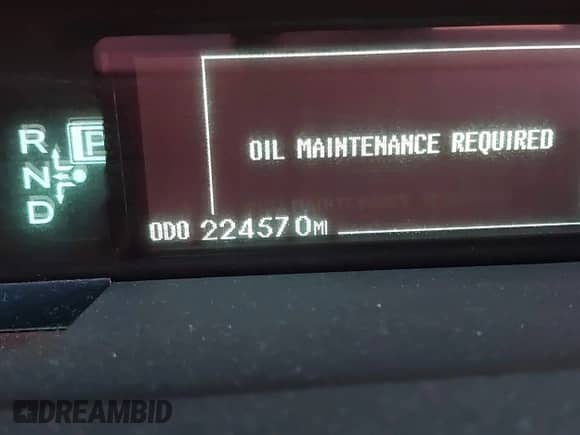 OIL MAINTENANCE REQUIRED
R
P
N
D
ODO 224570MI
DREAMBID